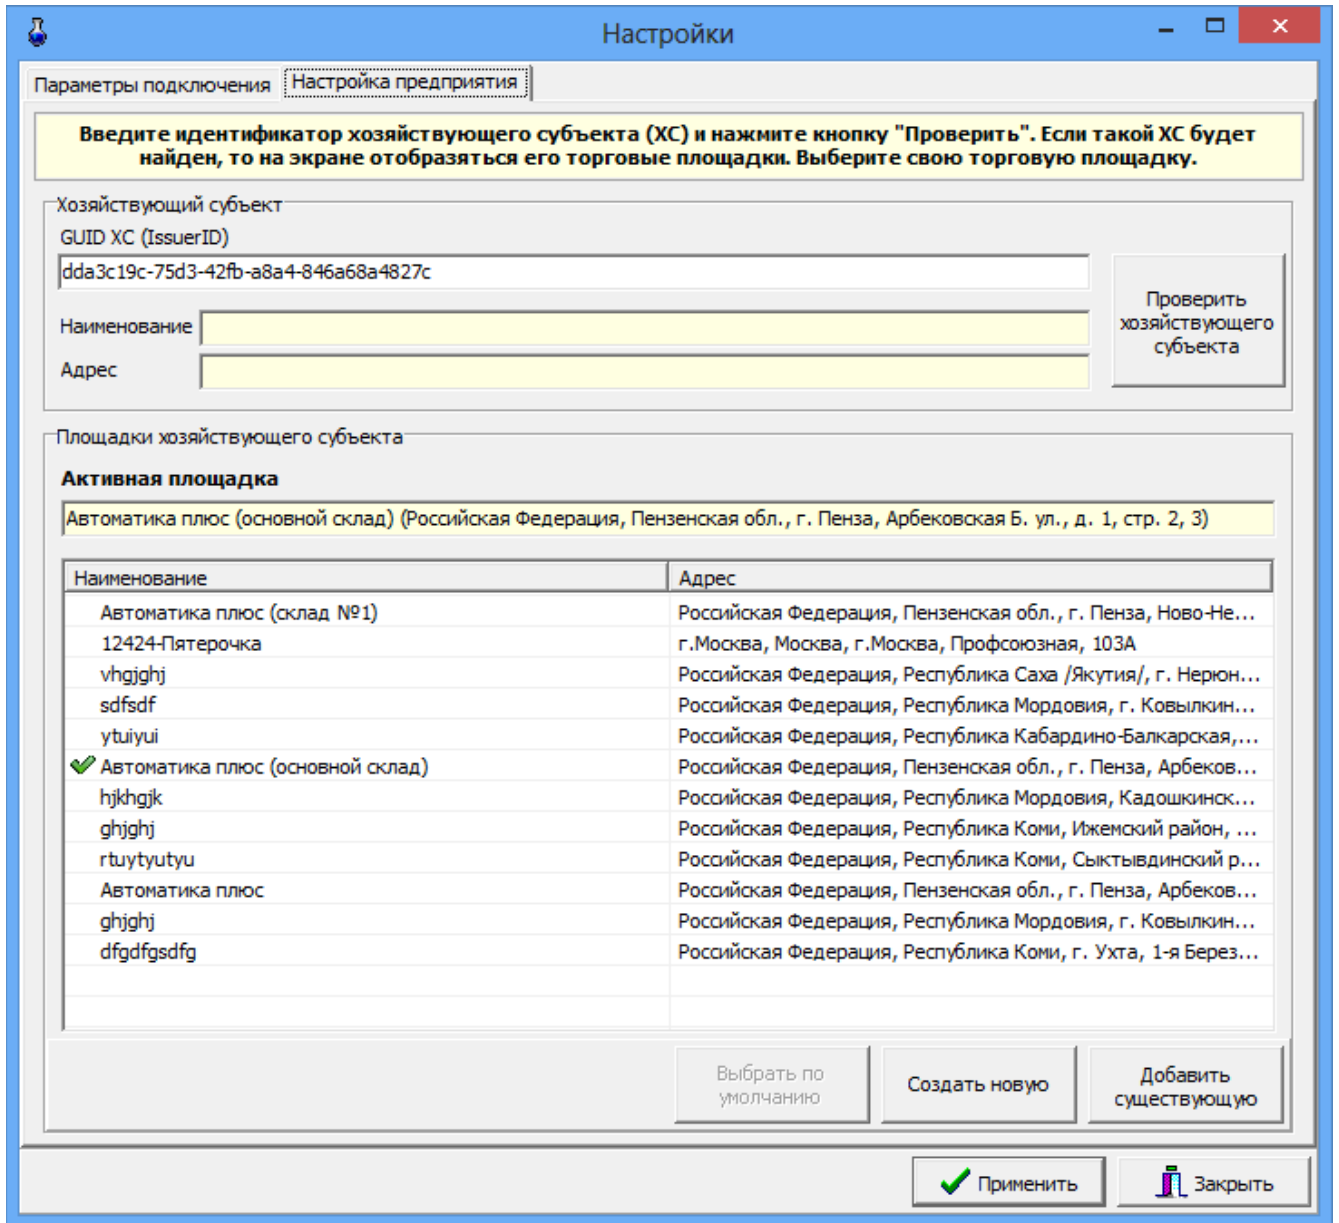 Настройки
Параметры подключения
Настройка предприятия
Введите идентификатор хозяйствующего субъекта (ХС) и нажмите кнопку "Проверить". Если такой ХС будет
найден, то на экране отобразяться его торговые площадки. Выберите свою торговую площадку.
Хозяйствующий субъект
GUID ХС (IssuerID)
dda3c19c-75d3-42fb-a8a4-846a68a4827c
Проверить
хозяйствующего
субъекта
Наименование
Адрес
Площадки хозяйствующего субъекта
Активная площадка
Автоматика плюс (основной склад) (Российская Федерация, Пензенская обл., г. Пенза, Арбековская Б. ул., д. 1, стр. 2, 3)
Наименование Адрес
Автоматика плюс (склад №1) Российская Федерация, Пензенская обл., г. Пенза, Ново-Не...
12424-Пятерочка г.Москва, Москва, г.Москва, Профсоюзная, 103А
vhgjghj Российская Федерация, Республика Саха /Якутия/, г. Нерюн...
sdfsdf Российская Федерация, Республика Мордовия, г. Ковылкин...
ytuiyui Российская Федерация, Республика Кабардино-Балкарская,...
Автоматика плюс (основной склад) Российская Федерация, Пензенская обл., г. Пенза, Арбеков...
hjkhgjk Российская Федерация, Республика Мордовия, Кадошкинск...
ghjghj Российская Федерация, Республика Коми, Ижемский район, ...
rtuytyutyu Российская Федерация, Республика Коми, Сыктывдинский р...
Автоматика плюс Российская Федерация, Пензенская обл., г. Пенза, Арбеков...
ghjghj Российская Федерация, Республика Мордовия, г. Ковылкин...
dfgdfgsdfg Российская Федерация, Республика Коми, г. Ухта, 1-я Берез...
Выбрать по
умолчанию
Создать новую
Добавить
существующую
Применить
Закрыть